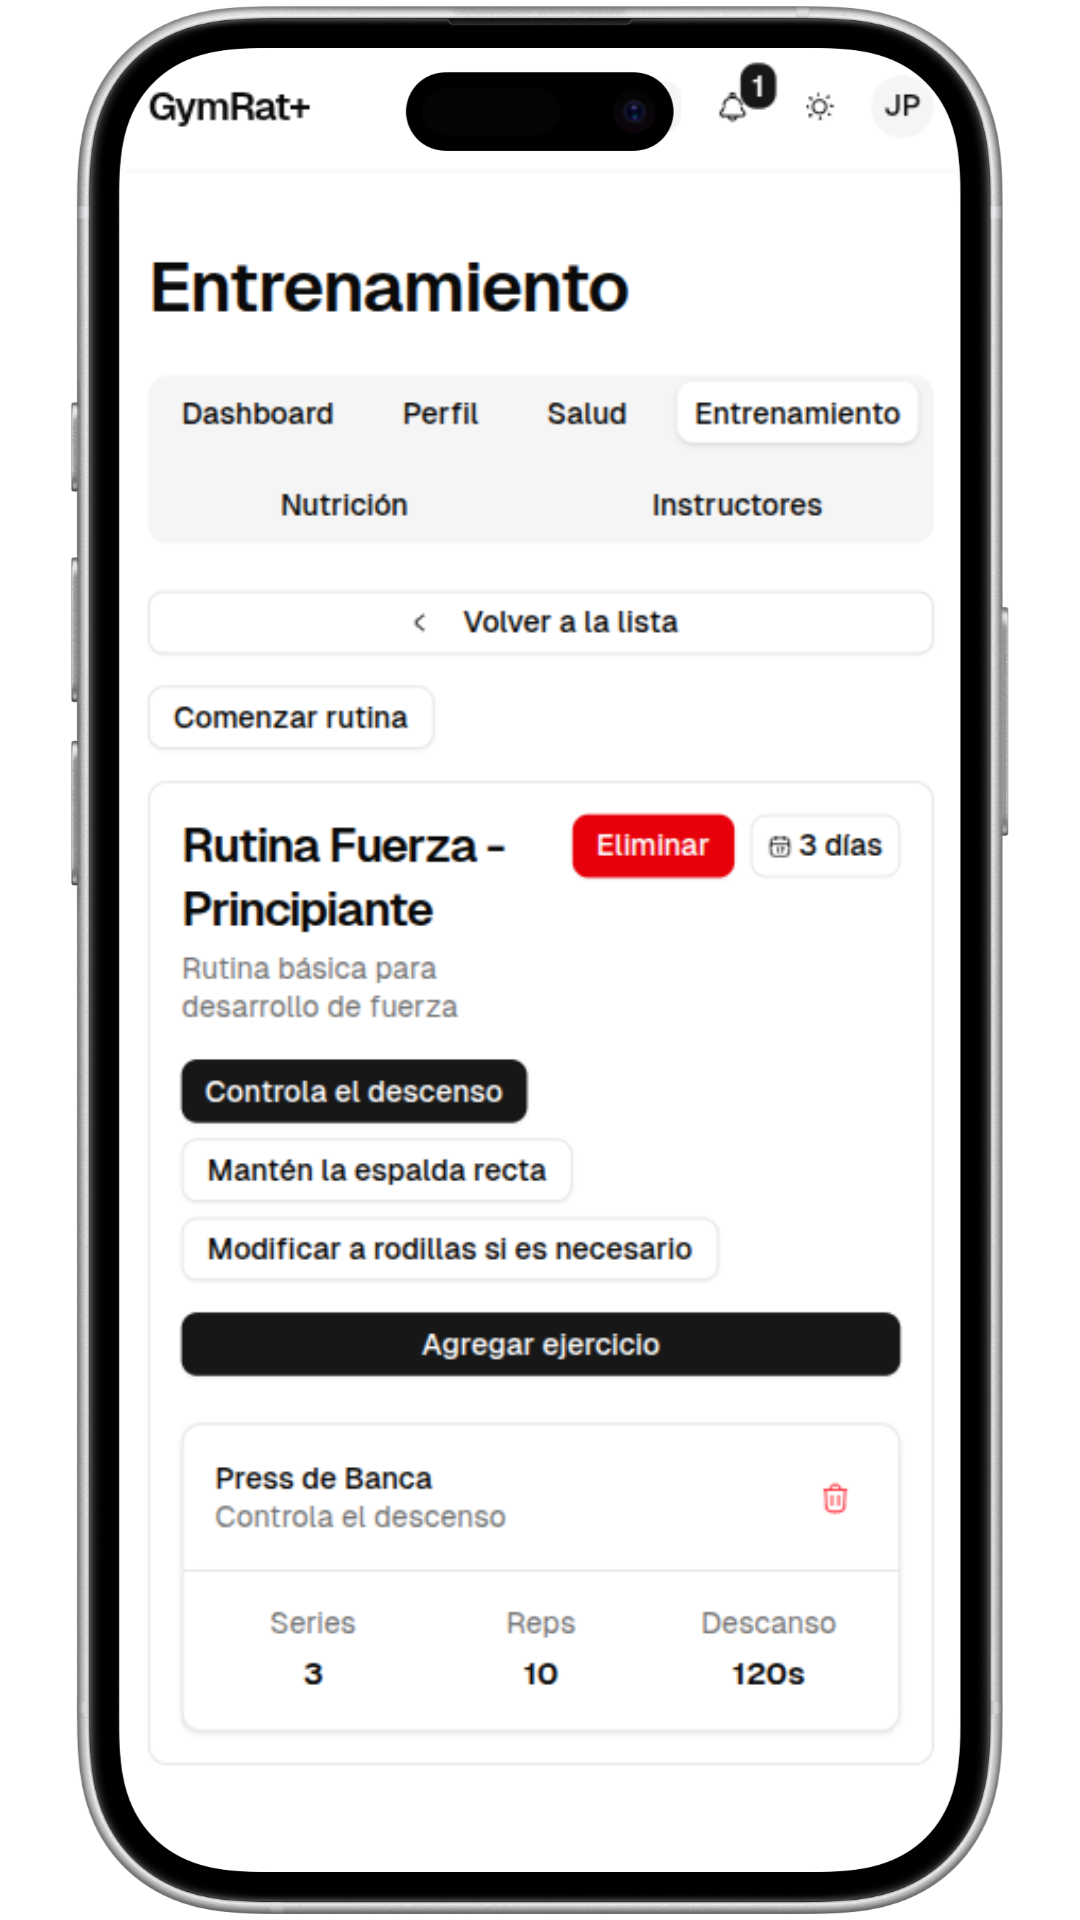 GymRat+
1
JP
Entrenamiento
Dashboard Perfil Salud Entrenamiento
Nutrición Instructores
Volver a la lista
Comenzar rutina
Rutina Fuerza -
Principiante
Eliminar
3 días
Rutina básica para
desarrollo de fuerza
Controla el descenso
Mantén la espalda recta
Modificar a rodillas si es necesario
Agregar ejercicio
Press de Banca
Controla el descenso
Series Reps Descanso
3 10 120s